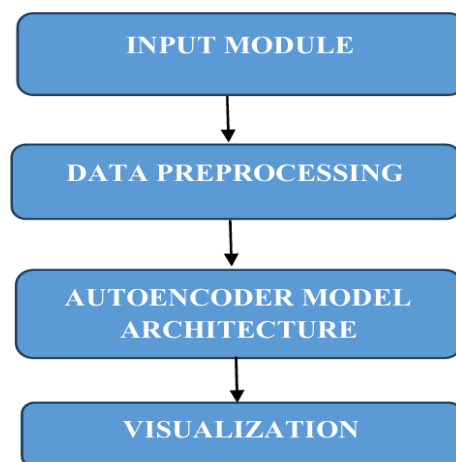 INPUT MODULE
DATA PREPROCESSING
AUTOENCODER MODEL
ARCHITECTURE
VISUALIZATION